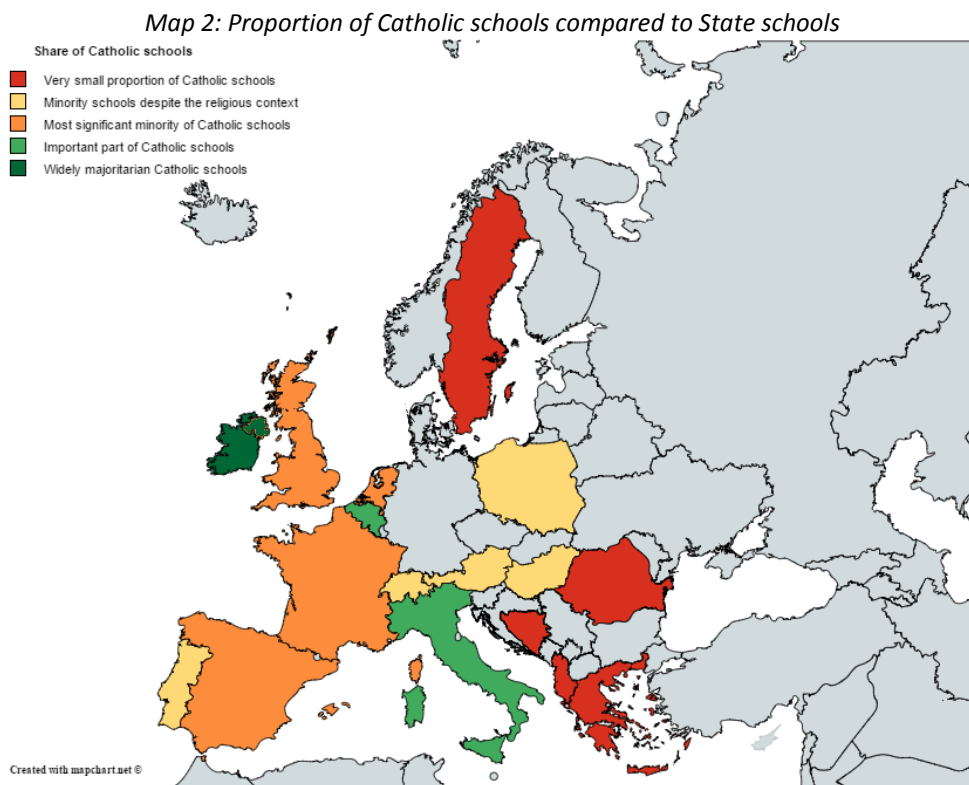 Map 2: Proportion of Catholic schools compared to State schools
Share of Catholic schools
Very small proportion of Catholic schools
Minority schools despite the religious context
Most significant minority of Catholic schools
Important part of Catholic schools
Widely majoritarian Catholic schools
Created with mapchart.net ©